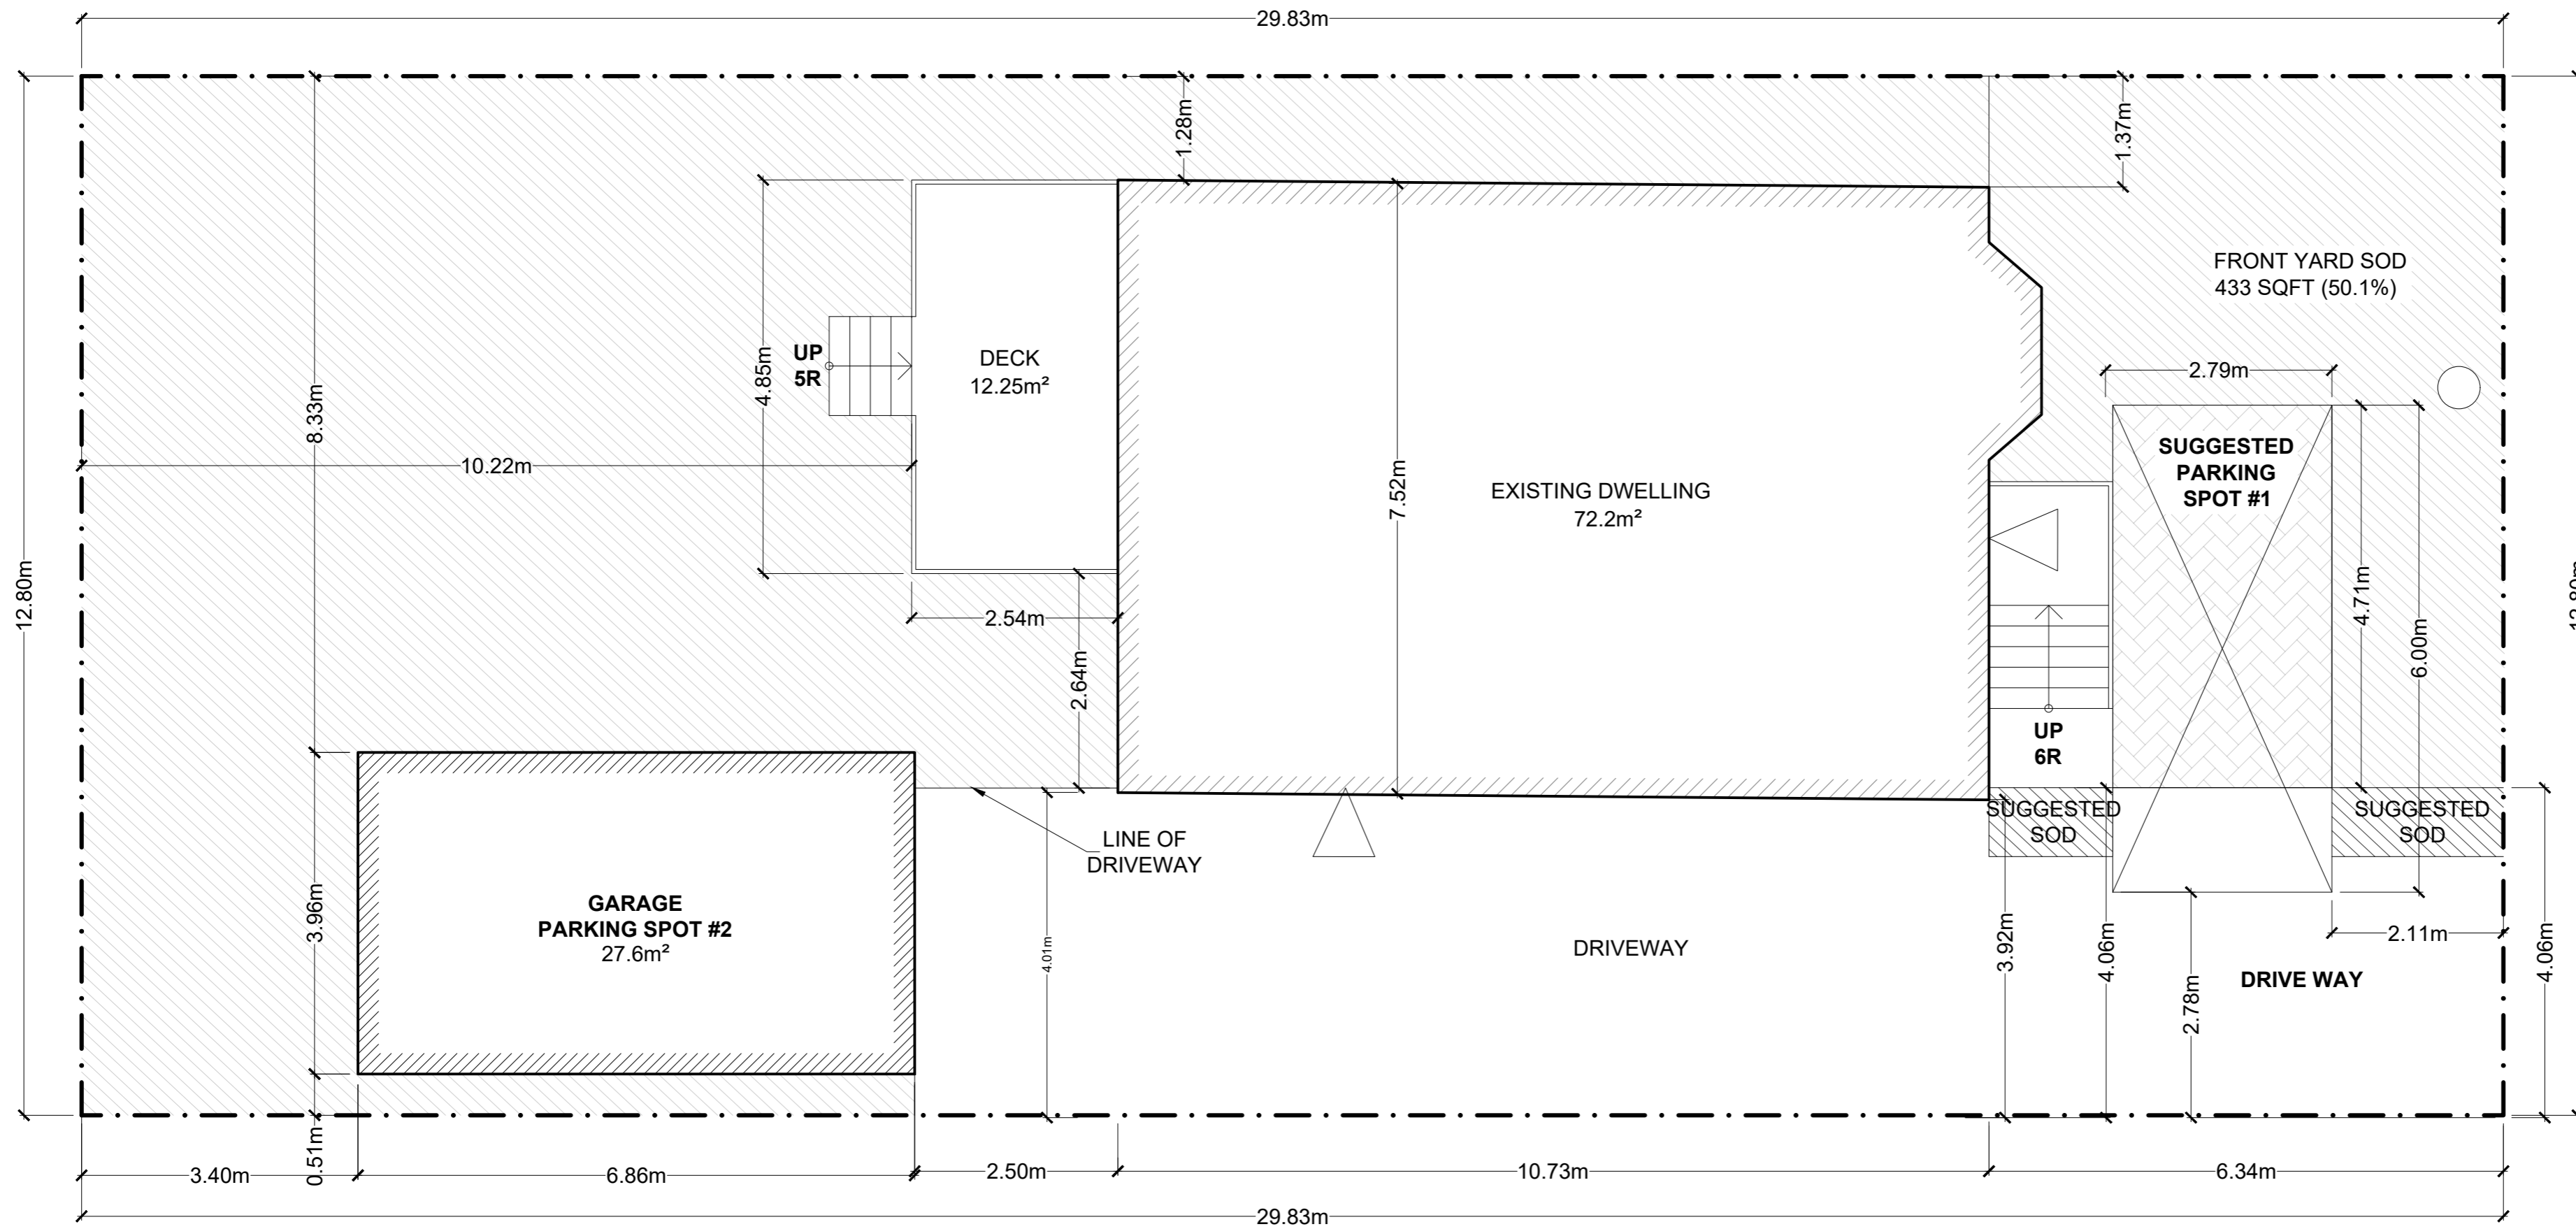 29.83m
1.28m
1.37m
FRONT YARD SOD
433 SQFT (50.1%)
8.33m
4.85m
UP
5R
DECK
12.25m²
2.79m
10.22m
7.52m
EXISTING DWELLING
72.2m²
SUGGESTED
PARKING
SPOT #1
12.80m
4.71m
6.00m
12.80m
2.54m
2.64m
UP
6R
SUGGESTED
SOD
SUGGESTED
SOD
LINE OF
DRIVEWAY
GARAGE
PARKING SPOT #2
27.6m²
3.96m
4.01m
DRIVEWAY
3.92m
4.06m
2.78m
2.11m
DRIVE WAY
4.06m
0.51m
3.40m
6.86m
2.50m
10.73m
6.34m
29.83m